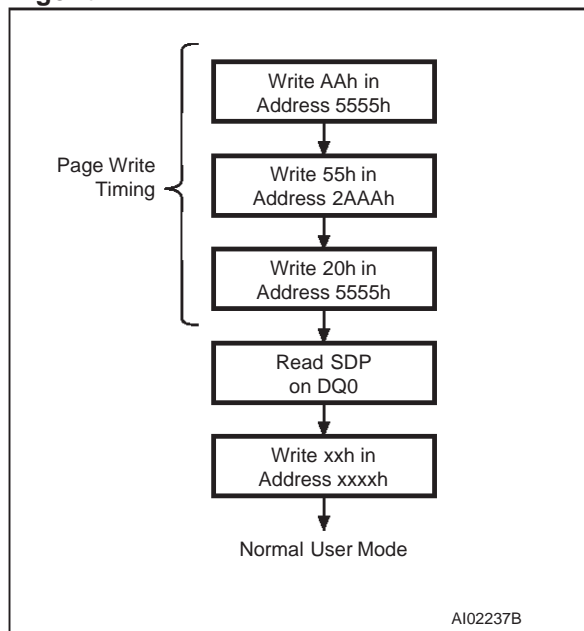 Write AAh in
Address 5555h
Page Write
Timing
Write 55h in
Address 2AAAh
Write 20h in
Address 5555h
Read SDP
on DQ0
Write xxh in
Address xxxxh
Normal User Mode
AI02237B